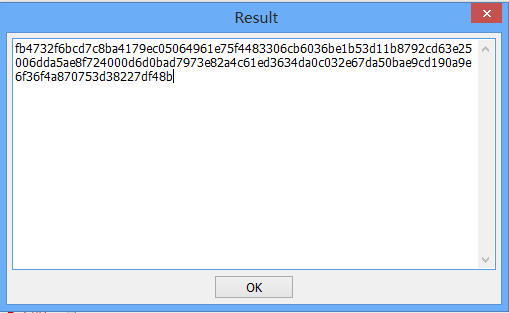 Result
fb4732f6bcd7c8ba4179ec05064961e75f4483306cb6036be1b53d11b8792cd63e25
006dda5ae8f724000d6d0bad7973e82a4c61ed3634da0c032e67da50bae9cd190a9e
6f36f4a870753d38227df48b
OK